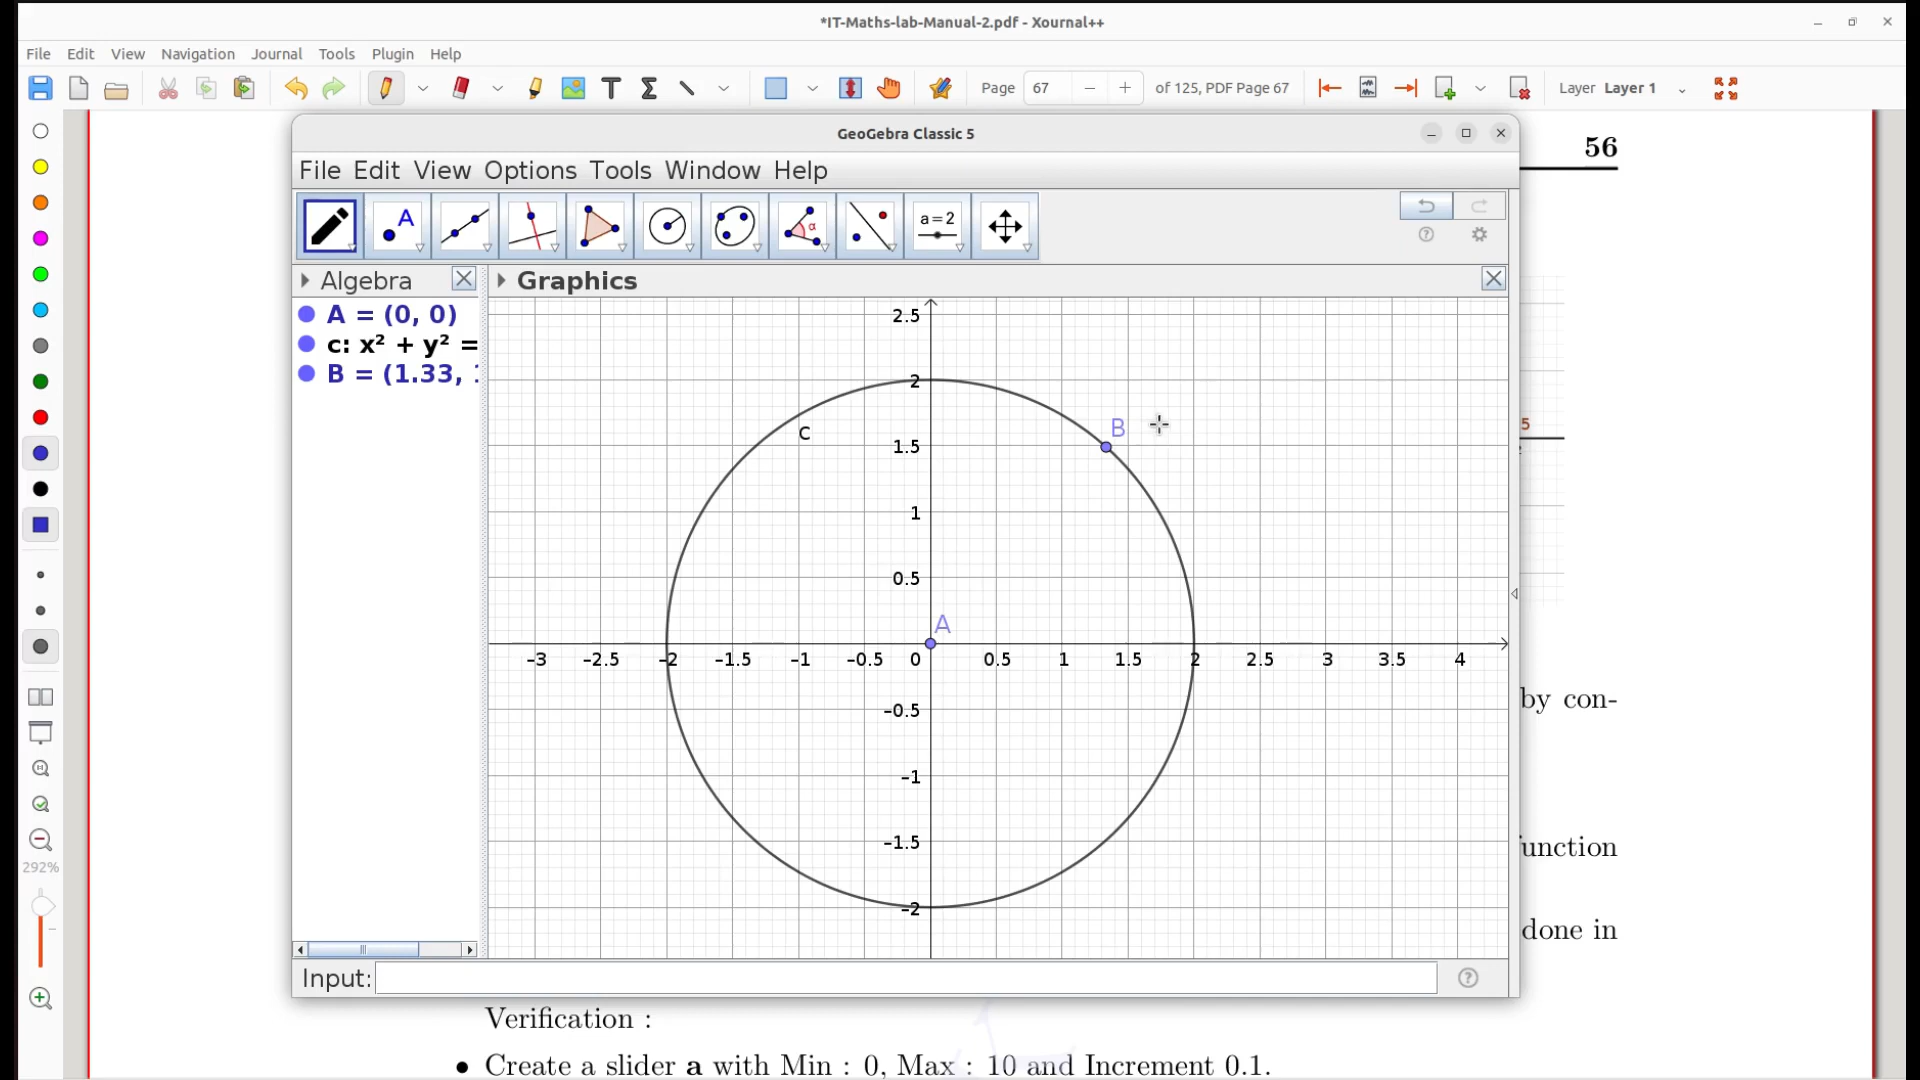 *IT-Maths-lab-Manual-2.pdf - Xournal++
File Edit View Navigation Journal Tools Plugin Help
Page 67 of 125, PDF Page 67 Layer Layer 1
GeoGebra Classic 5
56
File Edit View Options Tools Window Help
A
α
a=2
Algebra
Graphics
A = (0, 0)
c: x² + y² =
B = (1.33,
2.5
2
B
c
1.5
5
1
0.5
A
-3 -2.5 -2 -1.5 -1 -0.5 0 0.5 1 1.5 2 2.5 3 3.5 4
-0.5
by con-
-1
-1.5
unction
292%
-2
done in
Input:
Verification :
• Create a slider a with Min : 0, Max : 10 and Increment 0.1.